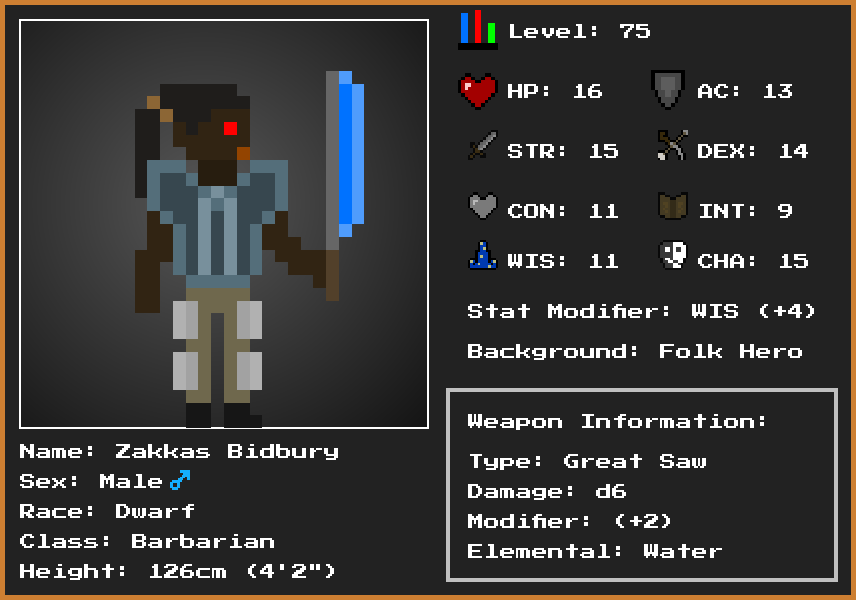 Level: 75
HP: 16 AC: 13
STR: 15 DEX: 14
CON: 11 INT: 9
WIS: 11 CHA: 15
Stat Modifier: WIS (+4)
Background: Folk Hero
Weapon Information:
Type: Great Saw
Damage: d6
Modifier: (+2)
Elemental: Water
Name: Zakkas Bidbury
Sex: Male♂
Race: Dwarf
Class: Barbarian
Height: 126cm (4'2")